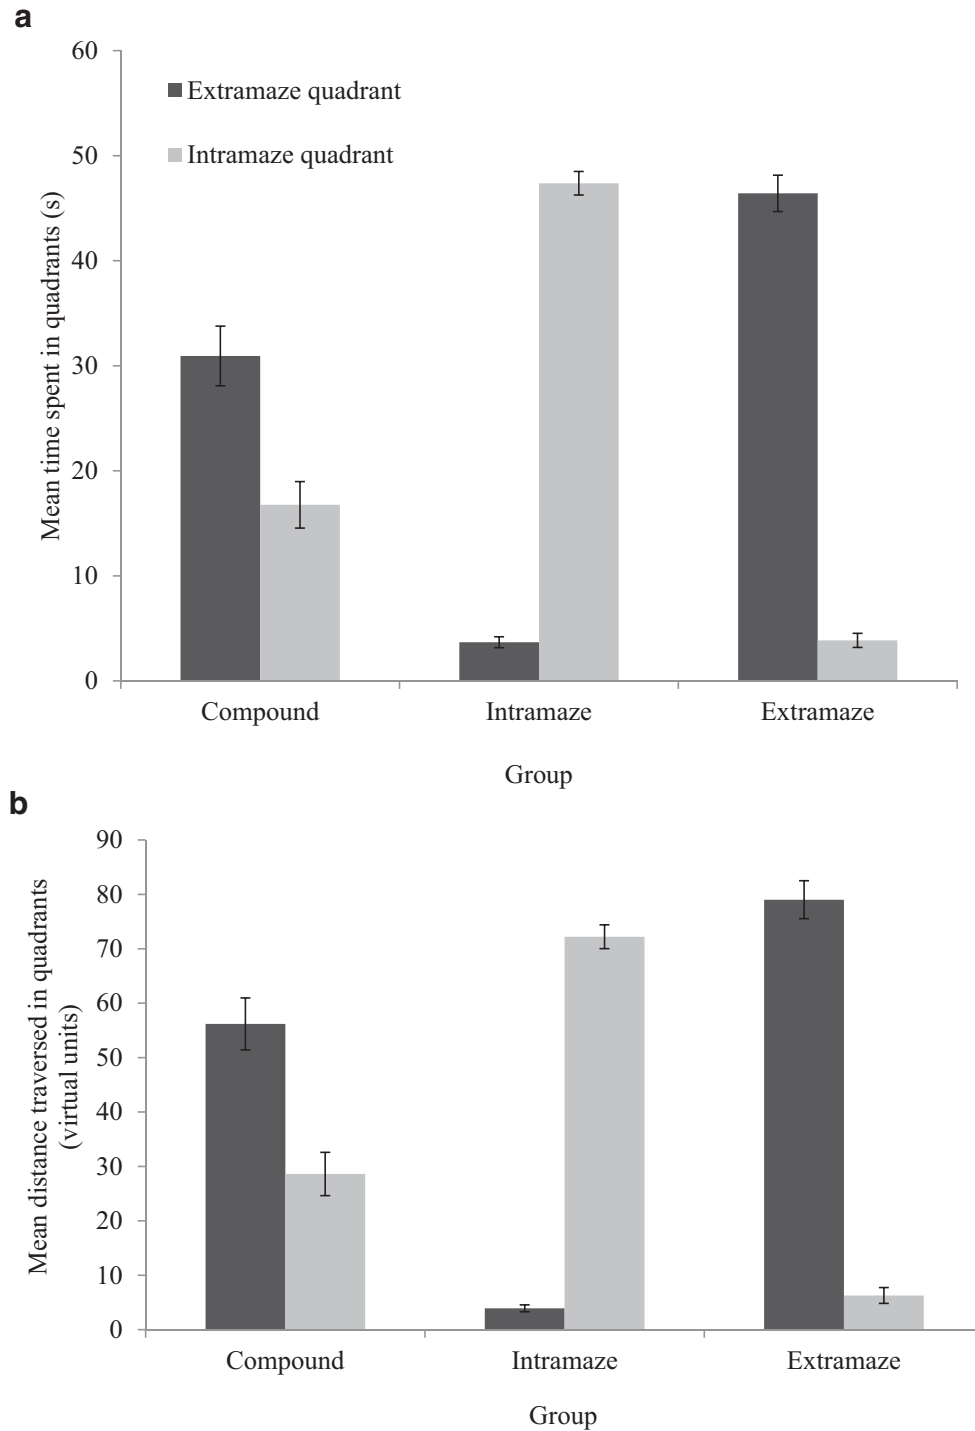 a
60
Extramaze quadrant
Intramaze quadrant
50
40
30
20
10
0
Mean time spent in quadrants (s)
Compound Intramaze Extramaze
Group
b
90
80
70
60
50
40
30
20
10
0
Mean distance traversed in quadrants
(virtual units)
Compound Intramaze Extramaze
Group